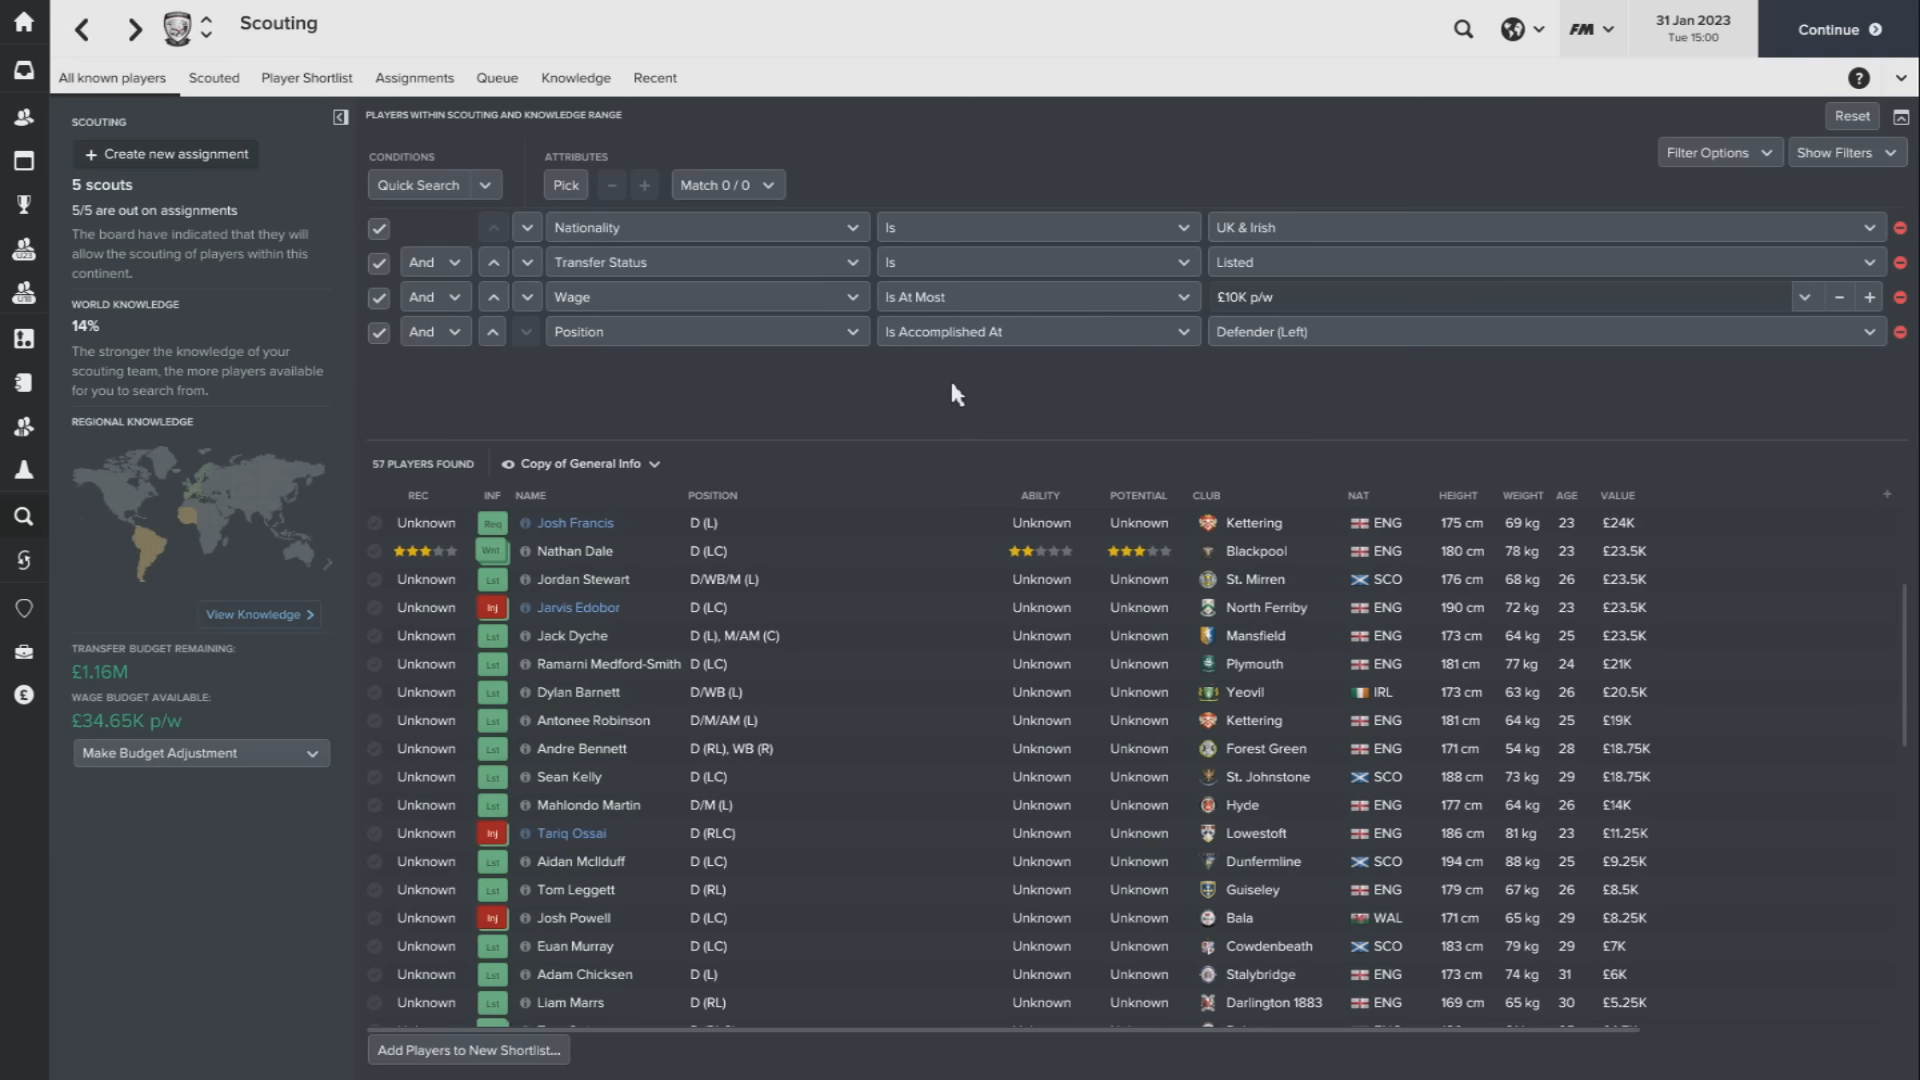 Scouting
FM
31 Jan 2023
Tue 15:00
Continue
All known players Scouted Player Shortlist Assignments Queue Knowledge Recent
?
SCOUTING
+ Create new assignment
5 scouts
5/5 are out on assignments
The board have indicated that they will
allow the scouting of players within this
continent.
WORLD KNOWLEDGE
14%
The stronger the knowledge of your
scouting team, the more players available
for you to search from.
REGIONAL KNOWLEDGE
View Knowledge
TRANSFER BUDGET REMAINING:
£1.16M
WAGE BUDGET AVAILABLE:
£34.65K p/w
Make Budget Adjustment
PLAYERS WITHIN SCOUTING AND KNOWLEDGE RANGE
Reset
CONDITIONS ATTRIBUTES
Filter Options Show Filters
Quick Search Pick − + Match 0 / 0
Nationality Is UK & Irish
And Transfer Status Is Listed
And Wage Is At Most £10K p/w − +
And Position Is Accomplished At Defender (Left)
57 PLAYERS FOUND Copy of General Info
REC INF NAME POSITION ABILITY POTENTIAL CLUB NAT HEIGHT WEIGHT AGE VALUE +
Unknown Req Josh Francis D (L) Unknown Unknown Kettering ENG 175 cm 69 kg 23 £24K
Wnt Nathan Dale D (LC) Blackpool ENG 180 cm 78 kg 23 £23.5K
Unknown Lst Jordan Stewart D/WB/M (L) Unknown Unknown St. Mirren SCO 176 cm 68 kg 26 £23.5K
Unknown Inj Jarvis Edobor D (LC) Unknown Unknown North Ferriby ENG 190 cm 72 kg 23 £23.5K
Unknown Lst Jack Dyche D (L), M/AM (C) Unknown Unknown Mansfield ENG 173 cm 64 kg 25 £23.5K
Unknown Lst Ramarni Medford-Smith D (LC) Unknown Unknown Plymouth ENG 181 cm 77 kg 24 £21K
Unknown Lst Dylan Barnett D/WB (L) Unknown Unknown Yeovil IRL 173 cm 63 kg 26 £20.5K
Unknown Lst Antonee Robinson D/M/AM (L) Unknown Unknown Kettering ENG 181 cm 64 kg 25 £19K
Unknown Lst Andre Bennett D (RL), WB (R) Unknown Unknown Forest Green ENG 171 cm 54 kg 28 £18.75K
Unknown Lst Sean Kelly D (LC) Unknown Unknown St. Johnstone SCO 188 cm 73 kg 29 £18.75K
Unknown Lst Mahlondo Martin D/M (L) Unknown Unknown Hyde ENG 177 cm 64 kg 26 £14K
Unknown Inj Tariq Ossai D (RLC) Unknown Unknown Lowestoft ENG 186 cm 81 kg 23 £11.25K
Unknown Lst Aidan McIlduff D (LC) Unknown Unknown Dunfermline SCO 194 cm 88 kg 25 £9.25K
Unknown Lst Tom Leggett D (RL) Unknown Unknown Guiseley ENG 179 cm 67 kg 26 £8.5K
Unknown Inj Josh Powell D (LC) Unknown Unknown Bala WAL 171 cm 65 kg 29 £8.25K
Unknown Lst Euan Murray D (LC) Unknown Unknown Cowdenbeath SCO 183 cm 79 kg 29 £7K
Unknown Lst Adam Chicksen D (L) Unknown Unknown Stalybridge ENG 173 cm 74 kg 31 £6K
Unknown Lst Liam Marrs D (RL) Unknown Unknown Darlington 1883 ENG 169 cm 65 kg 30 £5.25K
Add Players to New Shortlist...